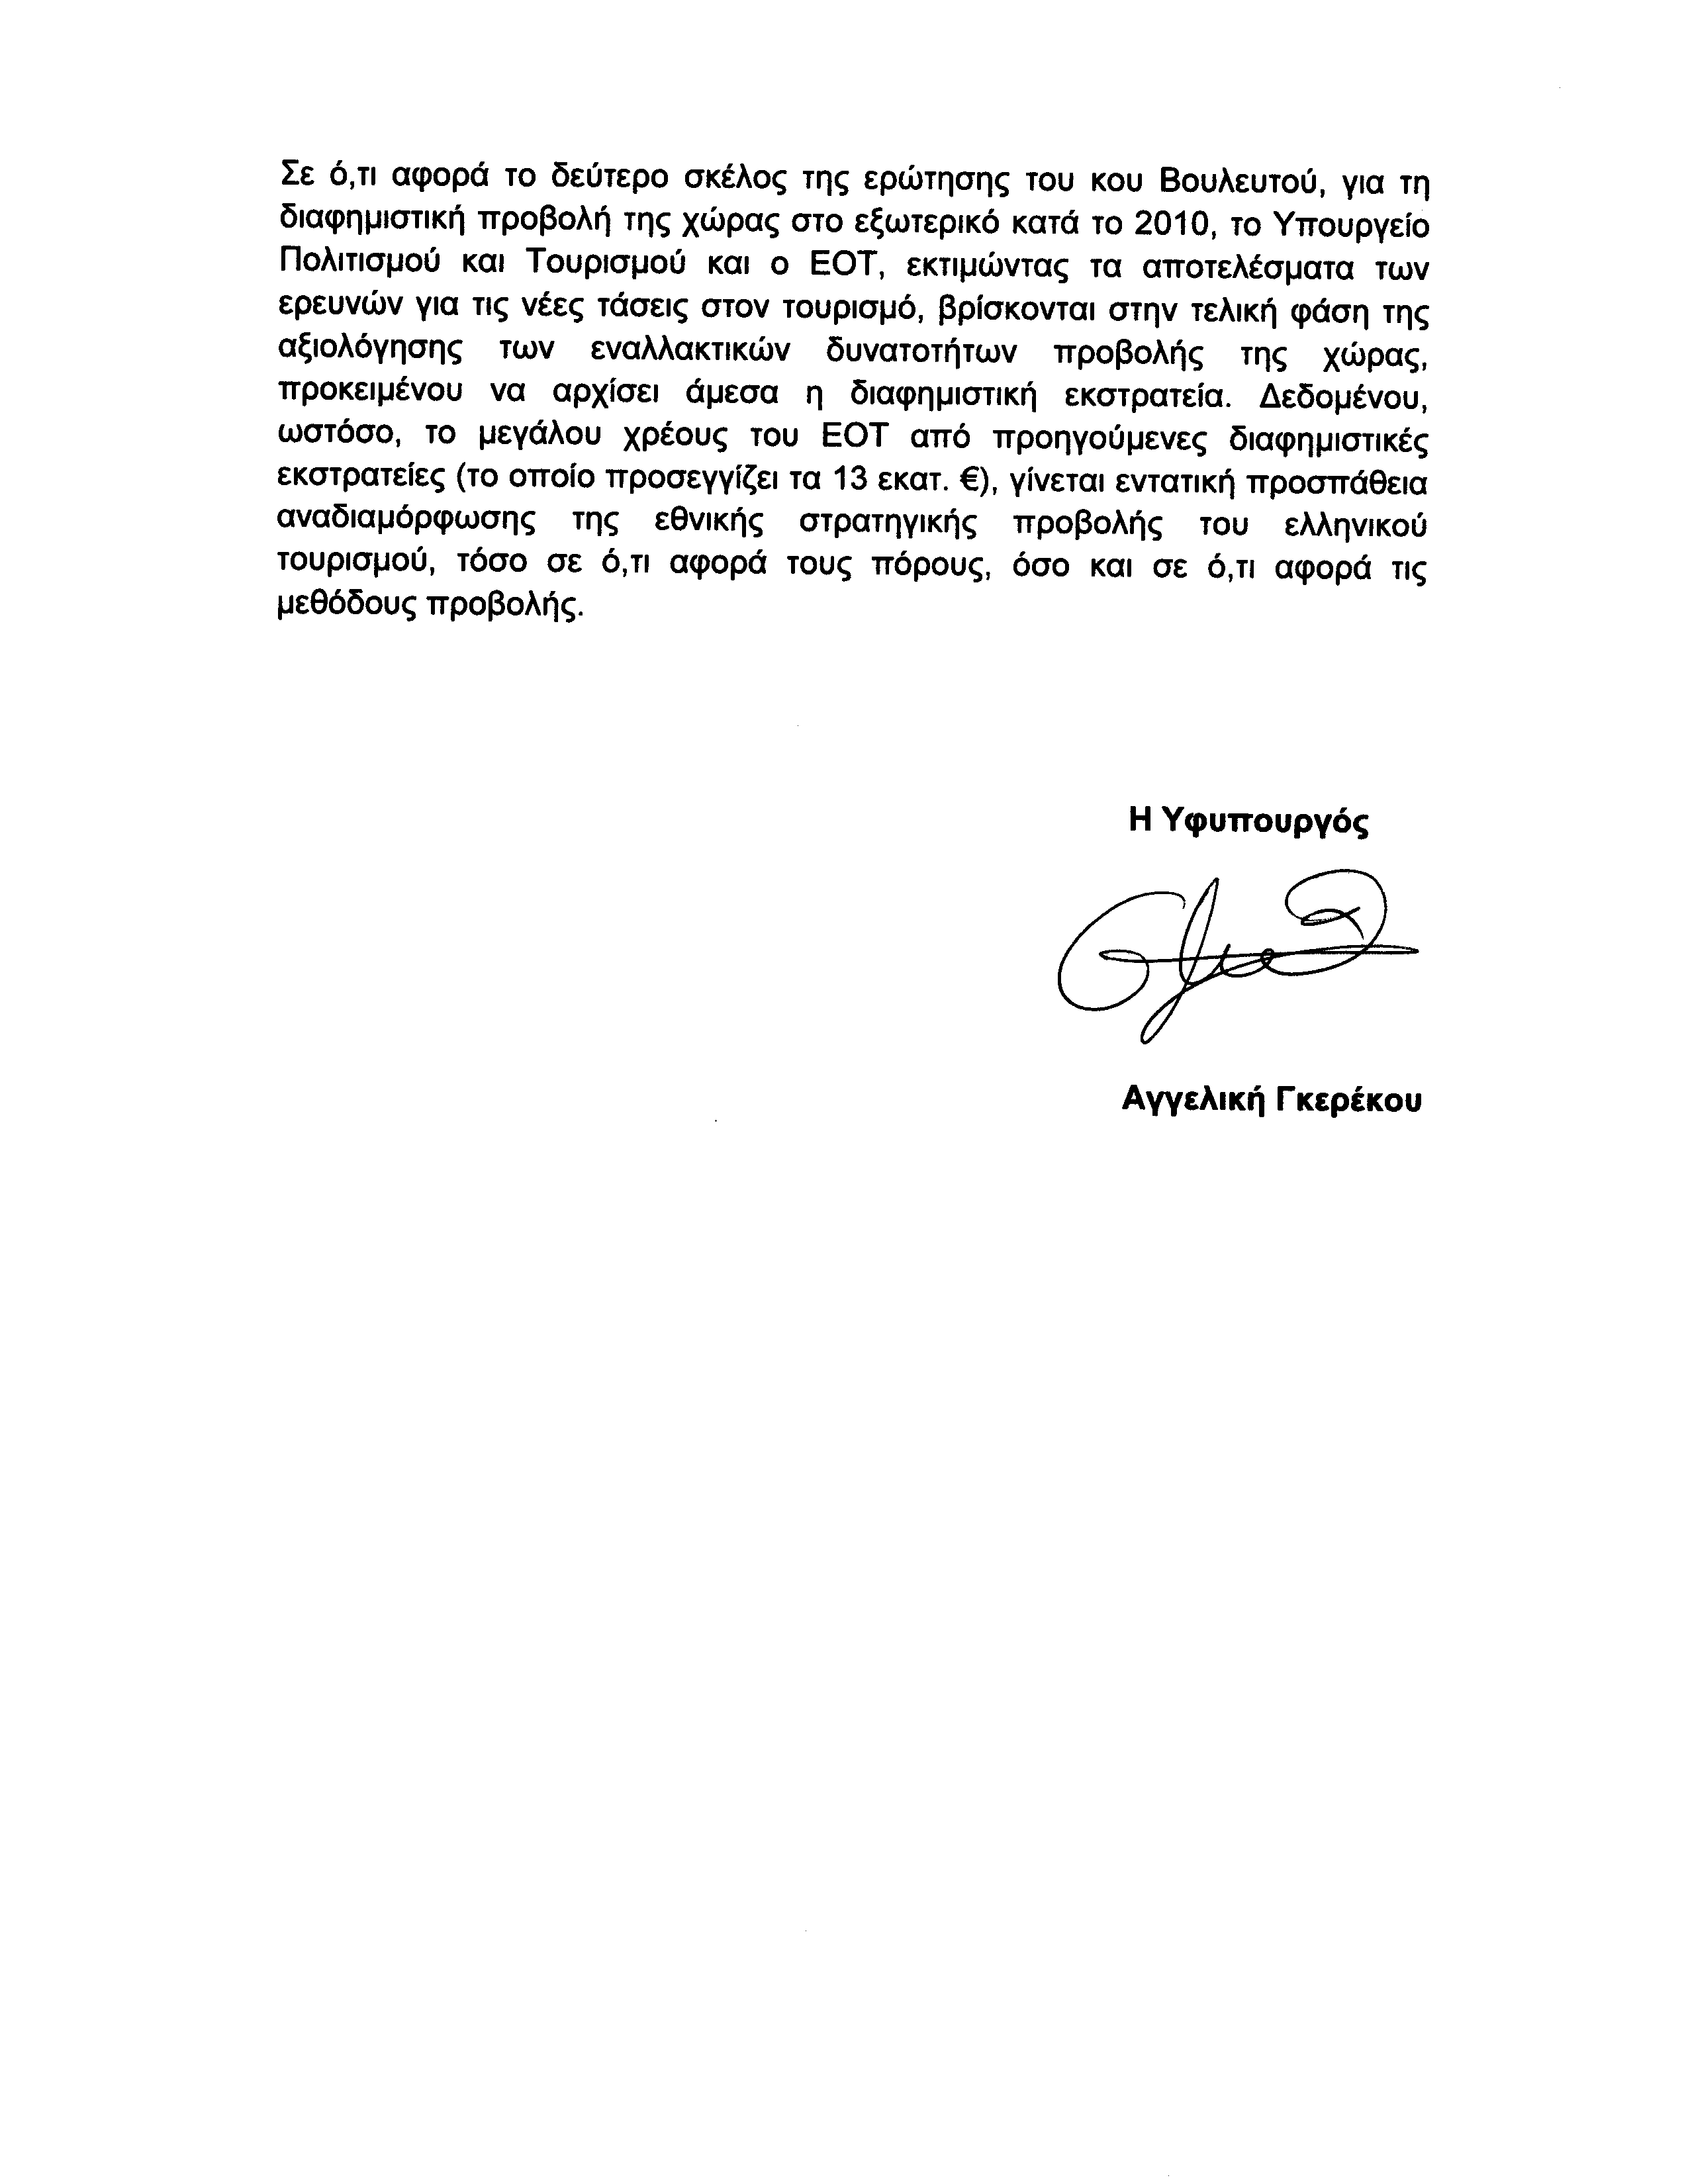 Σε ό,τι αφορά το δεύτερο σκέλος της ερώτησης του κου Βουλευτού, για τη
διαφημιστική προβολή της χώρας στο εξωτερικό κατά το 2010, το Υπουργείο
Πολιτισμού και Τουρισμού και ο ΕΟΤ, εκτιμώντας τα αποτελέσματα των
ερευνών για τις νέες τάσεις στον τουρισμό, βρίσκονται στην τελική φάση της
αξιολόγησης των εναλλακτικών δυνατοτήτων προβολής της χώρας,
προκειμένου να αρχίσει άμεσα η διαφημιστική εκστρατεία. Δεδομένου,
ωστόσο, το μεγάλου χρέους του ΕΟΤ από προηγούμενες διαφημιστικές
εκστρατείες (το οποίο προσεγγίζει τα 13 εκατ. €), γίνεται εντατική προσπάθεια
αναδιαμόρφωσης της εθνικής στρατηγικής προβολής του ελληνικού
τουρισμού, τόσο σε ό,τι αφορά τους πόρους, όσο και σε ό,τι αφορά τις
μεθόδους προβολής.
Η Υφυπουργός
Αγγελική Γκερέκου